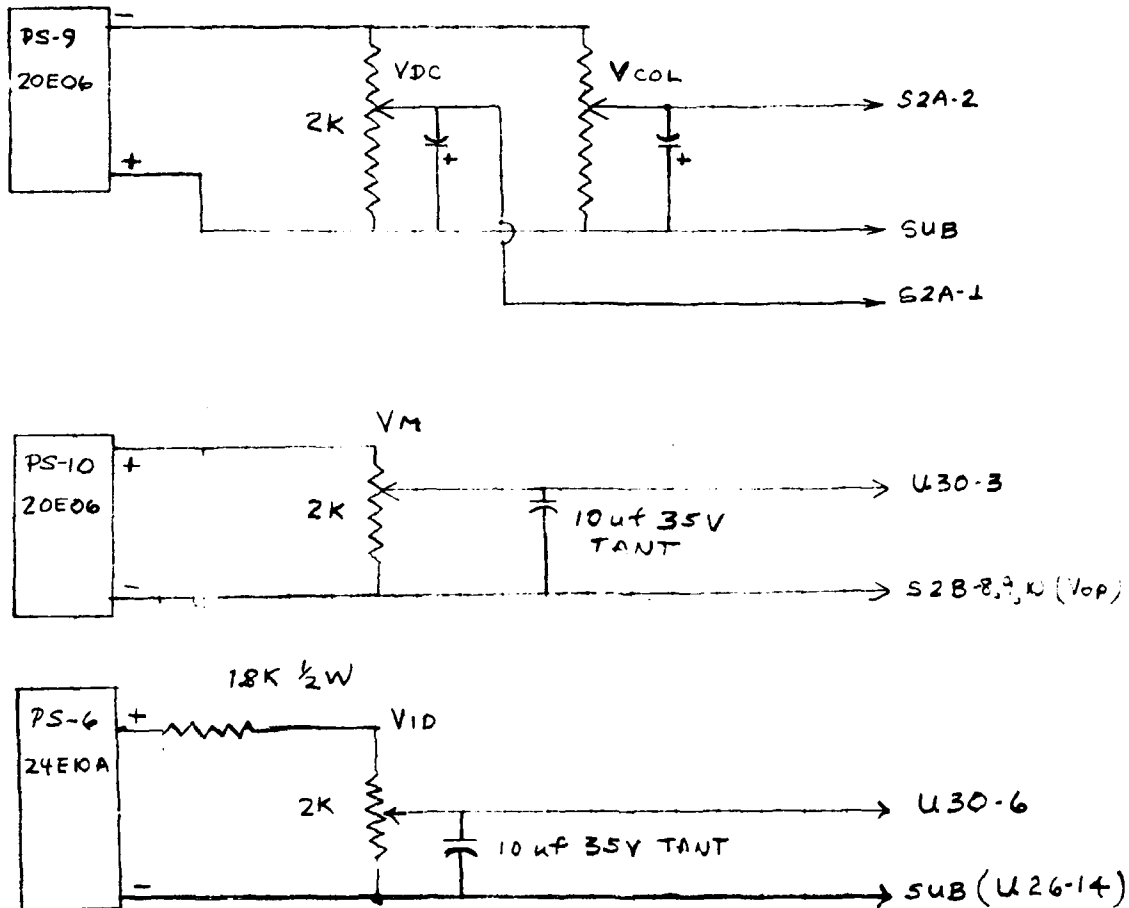 PS-9
20E06
−
+
VDC
2K
VCOL
+
+
S2A-2
SUB
S2A-1
VM
PS-10
20E06
+
−
2K
10 uf 35V
TANT
U30-3
S2B-8,9,10 (VOP)
18K ½W
PS-6
24E10A
+
−
VID
2K
10 uf 35V TANT
U30-6
SUB (U26-14)